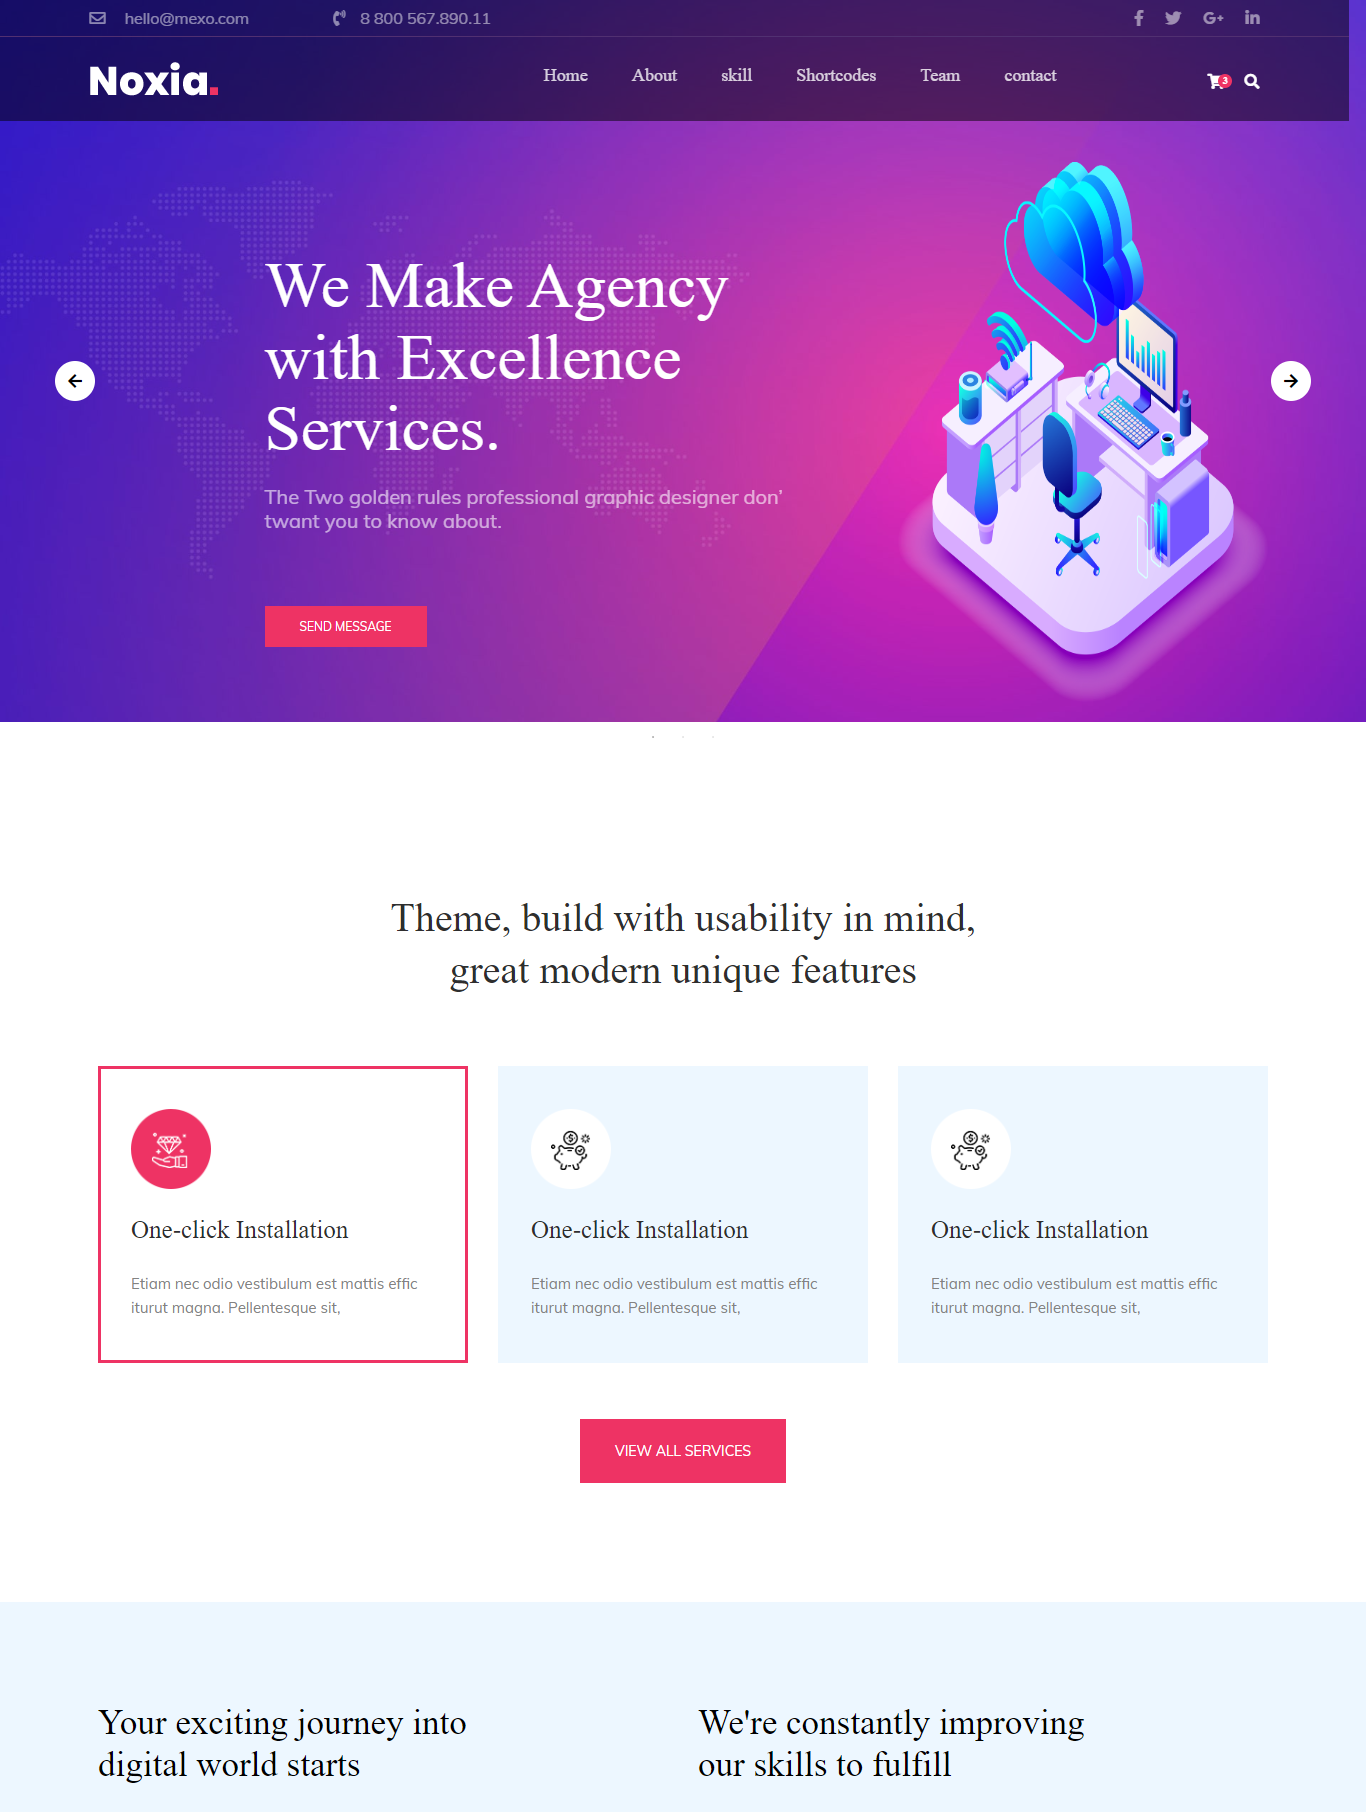 hello@mexo.com
8 800 567.890.11
Noxia.
Home
About
skill
Shortcodes
Team
contact
3
We Make Agency
with Excellence
Services.
The Two golden rules professional graphic designer don’
twant you to know about.
SEND MESSAGE
Theme, build with usability in mind,
great modern unique features
One-click Installation
Etiam nec odio vestibulum est mattis effic
iturut magna. Pellentesque sit,
One-click Installation
Etiam nec odio vestibulum est mattis effic
iturut magna. Pellentesque sit,
One-click Installation
Etiam nec odio vestibulum est mattis effic
iturut magna. Pellentesque sit,
VIEW ALL SERVICES
Your exciting journey into
digital world starts
We're constantly improving
our skills to fulfill